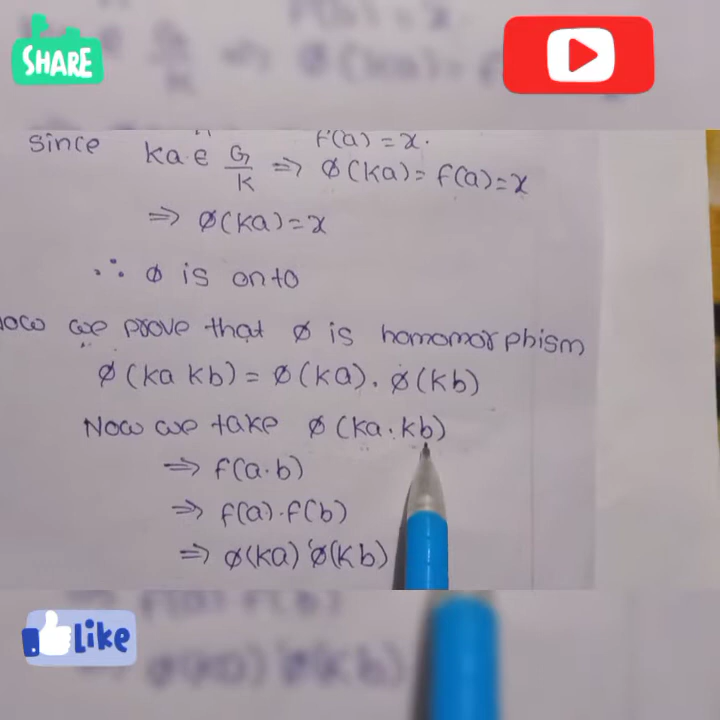 SHARE
F(a) = x.
since Ka ∈ G/K ⇒ ø(Ka) = f(a) = x
⇒ ø(Ka) = x
∴ ø is onto
we prove that ø is homomorphism
ø(Ka Kb) = ø(Ka). ø(Kb)
Now we take ø(Ka.Kb)
⇒ f(a.b)
⇒ f(a).f(b)
⇒ ø(Ka) ø(Kb)
Like